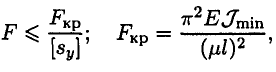 F ⩽ F_кр / [s_y]; F_кр = π²E𝒥_min / (μl)²,